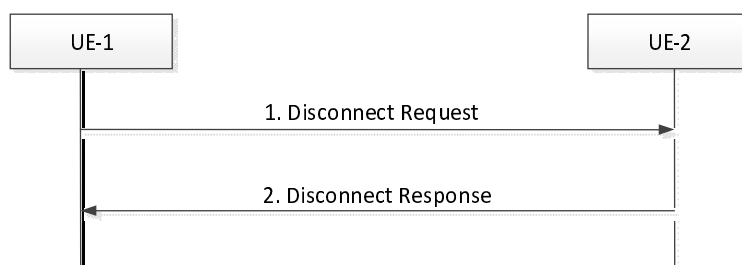 UE-1
UE-2
1. Disconnect Request
2. Disconnect Response